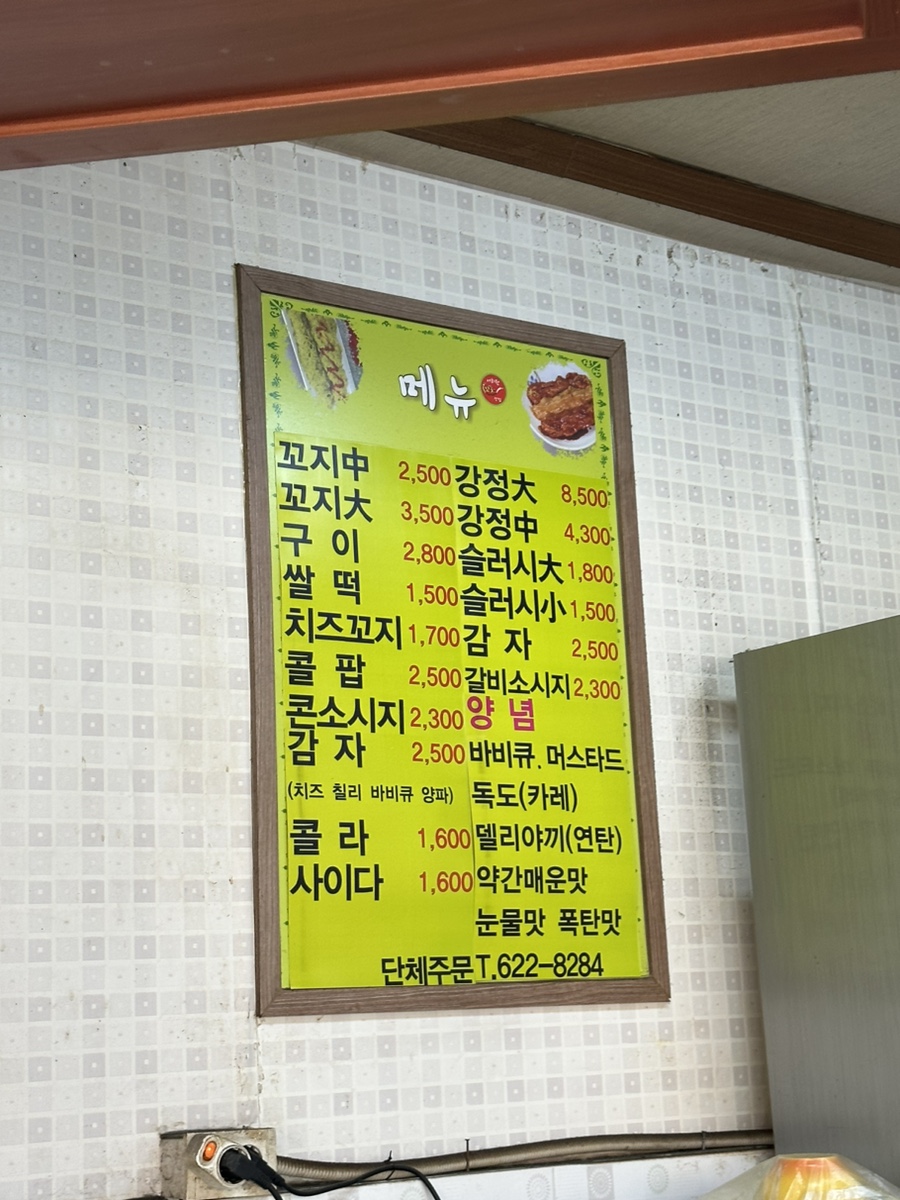 메뉴
꼬지中 2,500
꼬지大 3,500
구이 2,800
쌀떡 1,500
치즈꼬지 1,700
콜팝 2,500
콘소시지 2,300
감자 2,500
(치즈 칠리 바비큐 양파)
콜라 1,600
사이다 1,600
강정大 8,500
강정中 4,300
슬러시大 1,800
슬러시小 1,500
감자 2,500
갈비소시지 2,300
양념
바비큐. 머스타드
독도(카레)
델리야끼(연탄)
약간매운맛
눈물맛 폭탄맛
단체주문 T.622-8284